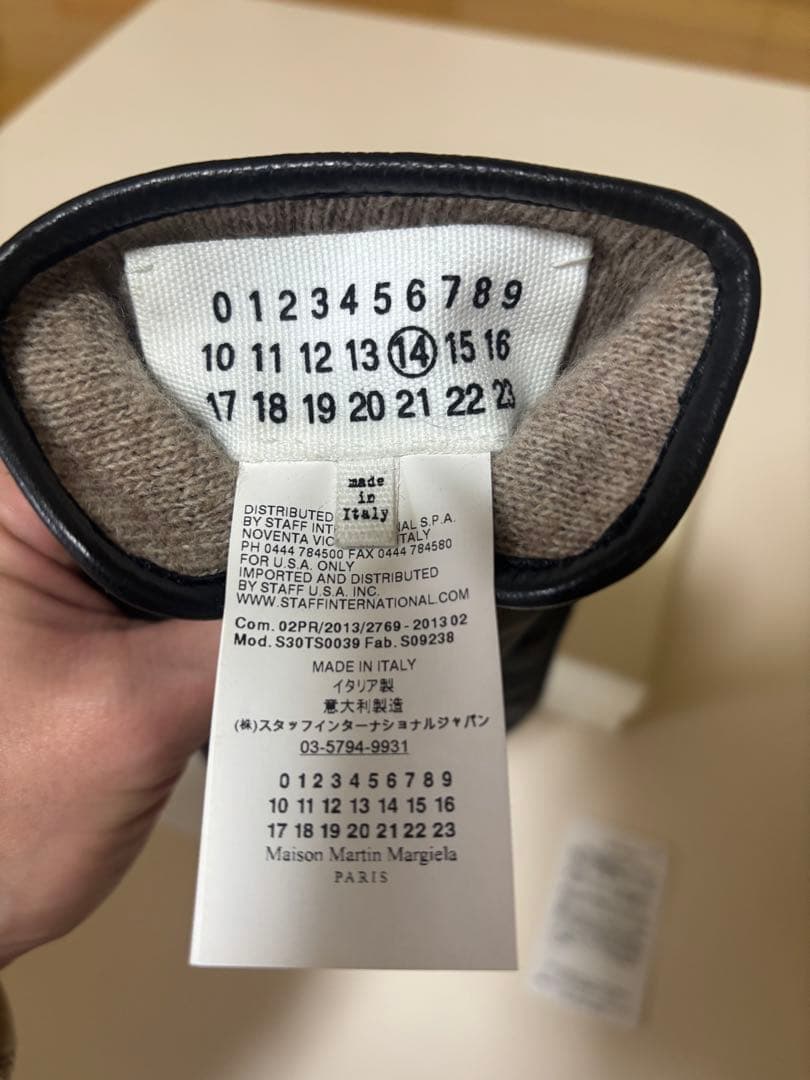 0 1 2 3 4 5 6 7 8 9
10 11 12 13 14 15 16
17 18 19 20 21 22 23
made
in
Italy
DISTRIBUTED
BY STAFF INT NAL S.P.A.
NOVENTA VIC ITALY
PH 0444 784500 FAX 0444 784580
FOR U.S.A. ONLY
IMPORTED AND DISTRIBUTED
BY STAFF U.S.A. INC.
WWW.STAFFINTERNATIONAL.COM
Com. 02PR/2013/2769 - 2013 02
Mod. S30TS0039 Fab. S09238
MADE IN ITALY
イタリア製
意大利製造
(株)スタッフインターナショナルジャパン
03-5794-9931
0 1 2 3 4 5 6 7 8 9
10 11 12 13 14 15 16
17 18 19 20 21 22 23
Maison Martin Margiela
PARIS